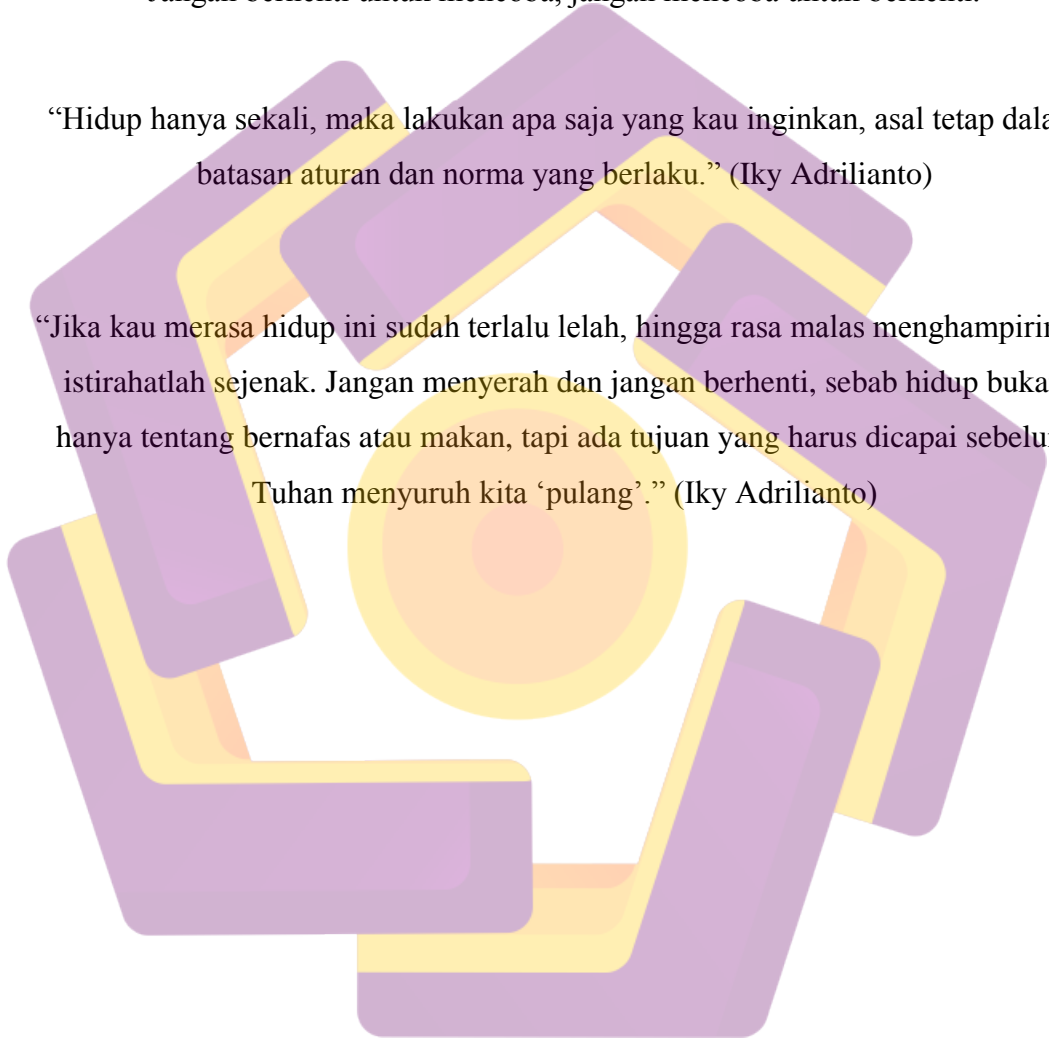 Jangan berhenti untuk mencoba, jangan mencoba untuk berhenti.
“Hidup hanya sekali, maka lakukan apa saja yang kau inginkan, asal tetap dala
batasan aturan dan norma yang berlaku.” (Iky Adrilianto)
“Jika kau merasa hidup ini sudah terlalu lelah, hingga rasa malas menghampirin
istirahatlah sejenak. Jangan menyerah dan jangan berhenti, sebab hidup buka
hanya tentang bernafas atau makan, tapi ada tujuan yang harus dicapai sebelu
Tuhan menyuruh kita ‘pulang’.” (Iky Adrilianto)